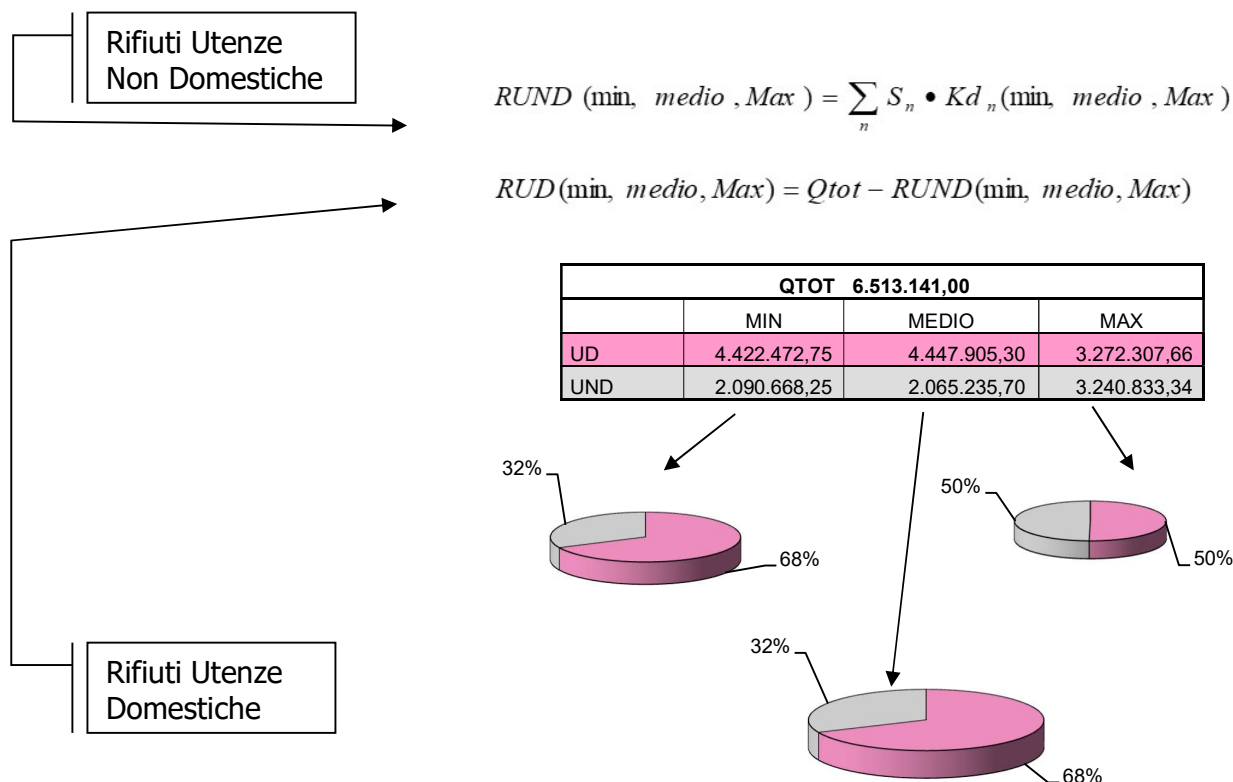 Rifiuti Utenze
Non Domestiche
RUND (min, medio , Max ) = ∑ₙ Sₙ • Kd ₙ(min, medio , Max )
RUD(min, medio, Max) = Qtot − RUND(min, medio, Max)
QTOT 6.513.141,00
MIN MEDIO MAX
UD 4.422.472,75 4.447.905,30 3.272.307,66
UND 2.090.668,25 2.065.235,70 3.240.833,34
32%
68%
50%
50%
32%
68%
Rifiuti Utenze
Domestiche